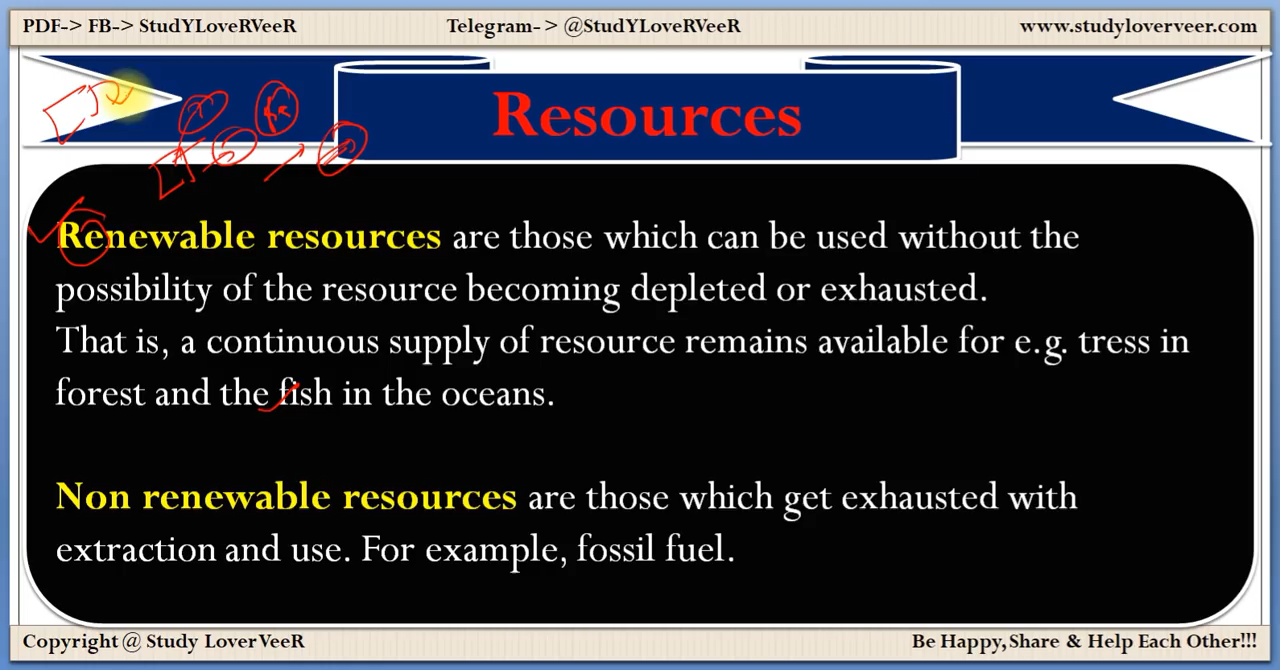 PDF-> FB-> StudYLoveRVeeR Telegram-> @StudYLoveRVeeR www.studyloverveer.com
Resources
Renewable resources are those which can be used without the
possibility of the resource becoming depleted or exhausted.
That is, a continuous supply of resource remains available for e.g. tress in
forest and the fish in the oceans.
Non renewable resources are those which get exhausted with
extraction and use. For example, fossil fuel.
Copyright @ Study LoverVeeR Be Happy,Share & Help Each Other!!!